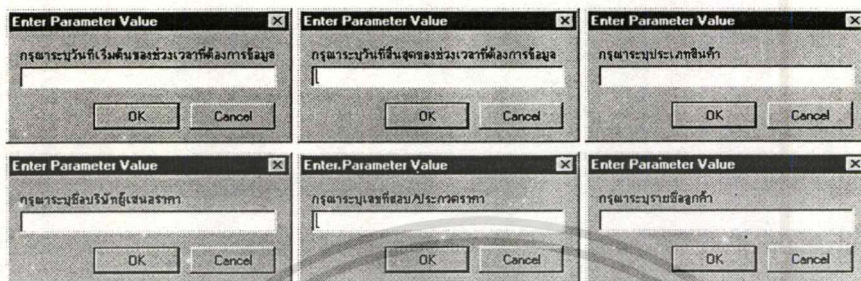 Enter Parameter Value
กรุณาระบุวันที่เริ่มต้นของช่วงเวลาที่ต้องการข้อมูล
OK Cancel
Enter Parameter Value
กรุณาระบุวันที่สิ้นสุดของช่วงเวลาที่ต้องการข้อมูล
OK Cancel
Enter Parameter Value
กรุณาระบุประเภทสินค้า
OK Cancel
Enter Parameter Value
กรุณาระบุชื่อบริษัทผู้เสนอราคา
OK Cancel
Enter Parameter Value
กรุณาระบุเลขที่สอบ/ประกวดราคา
OK Cancel
Enter Parameter Value
กรุณาระบุรายชื่อลูกค้า
OK Cancel